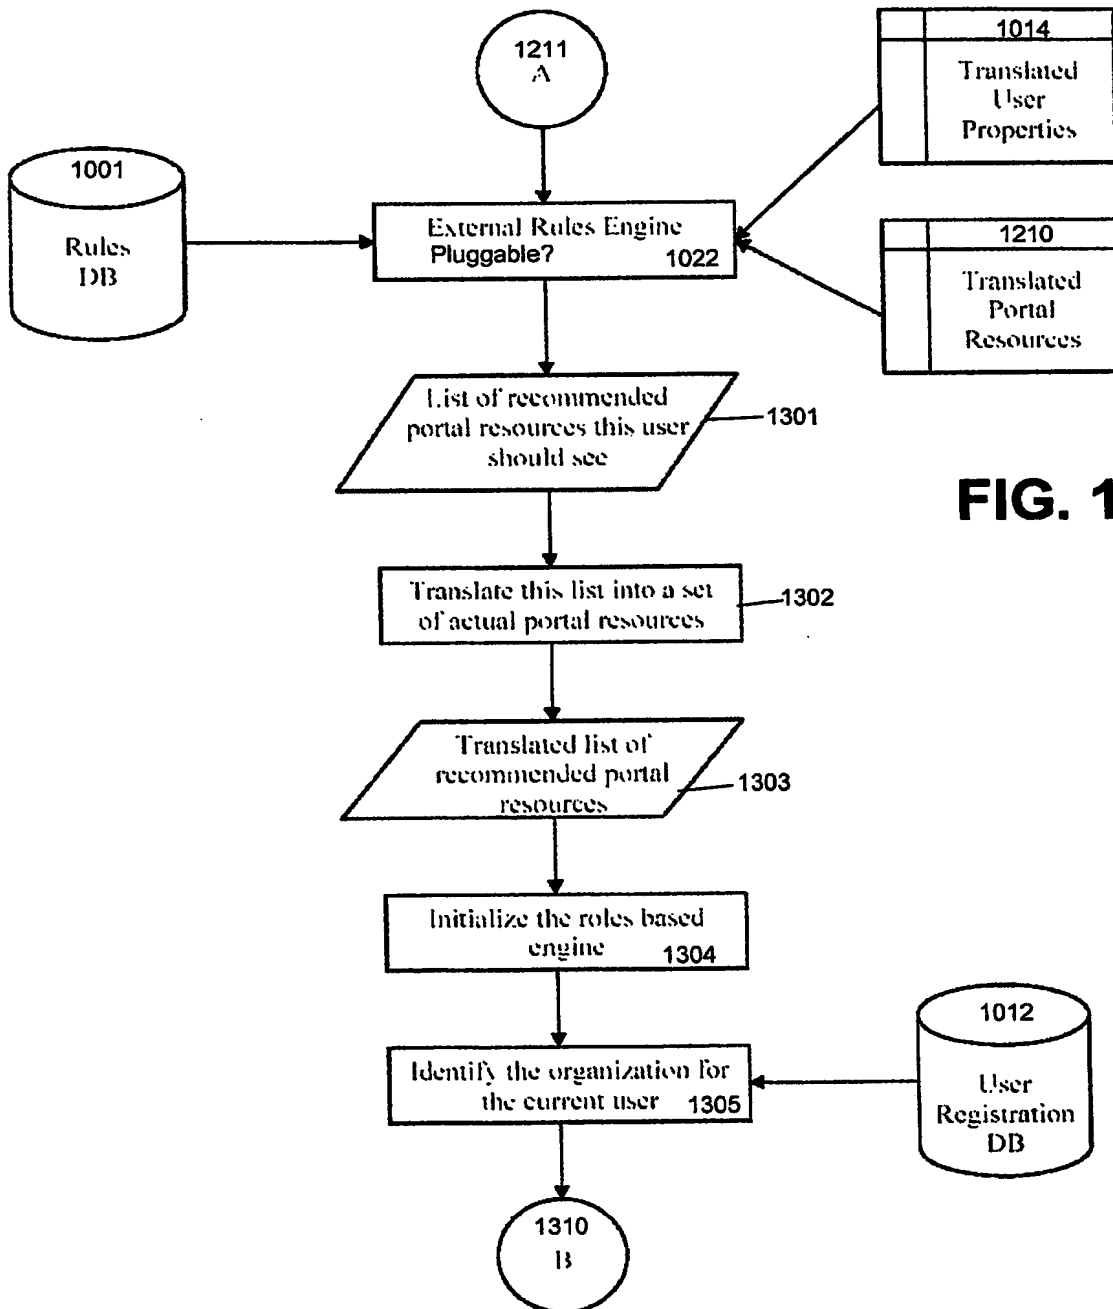 1211
A
1014
Translated
User
Properties
1001
Rules
DB
External Rules Engine
Pluggable? 1022
1210
Translated
Portal
Resources
List of recommended
portal resources this user
should see
1301
FIG. 1
Translate this list into a set
of actual portal resources
1302
Translated list of
recommended portal
resources
1303
Initialize the roles based
engine 1304
Identify the organization for
the current user 1305
1012
User
Registration
DB
1310
B